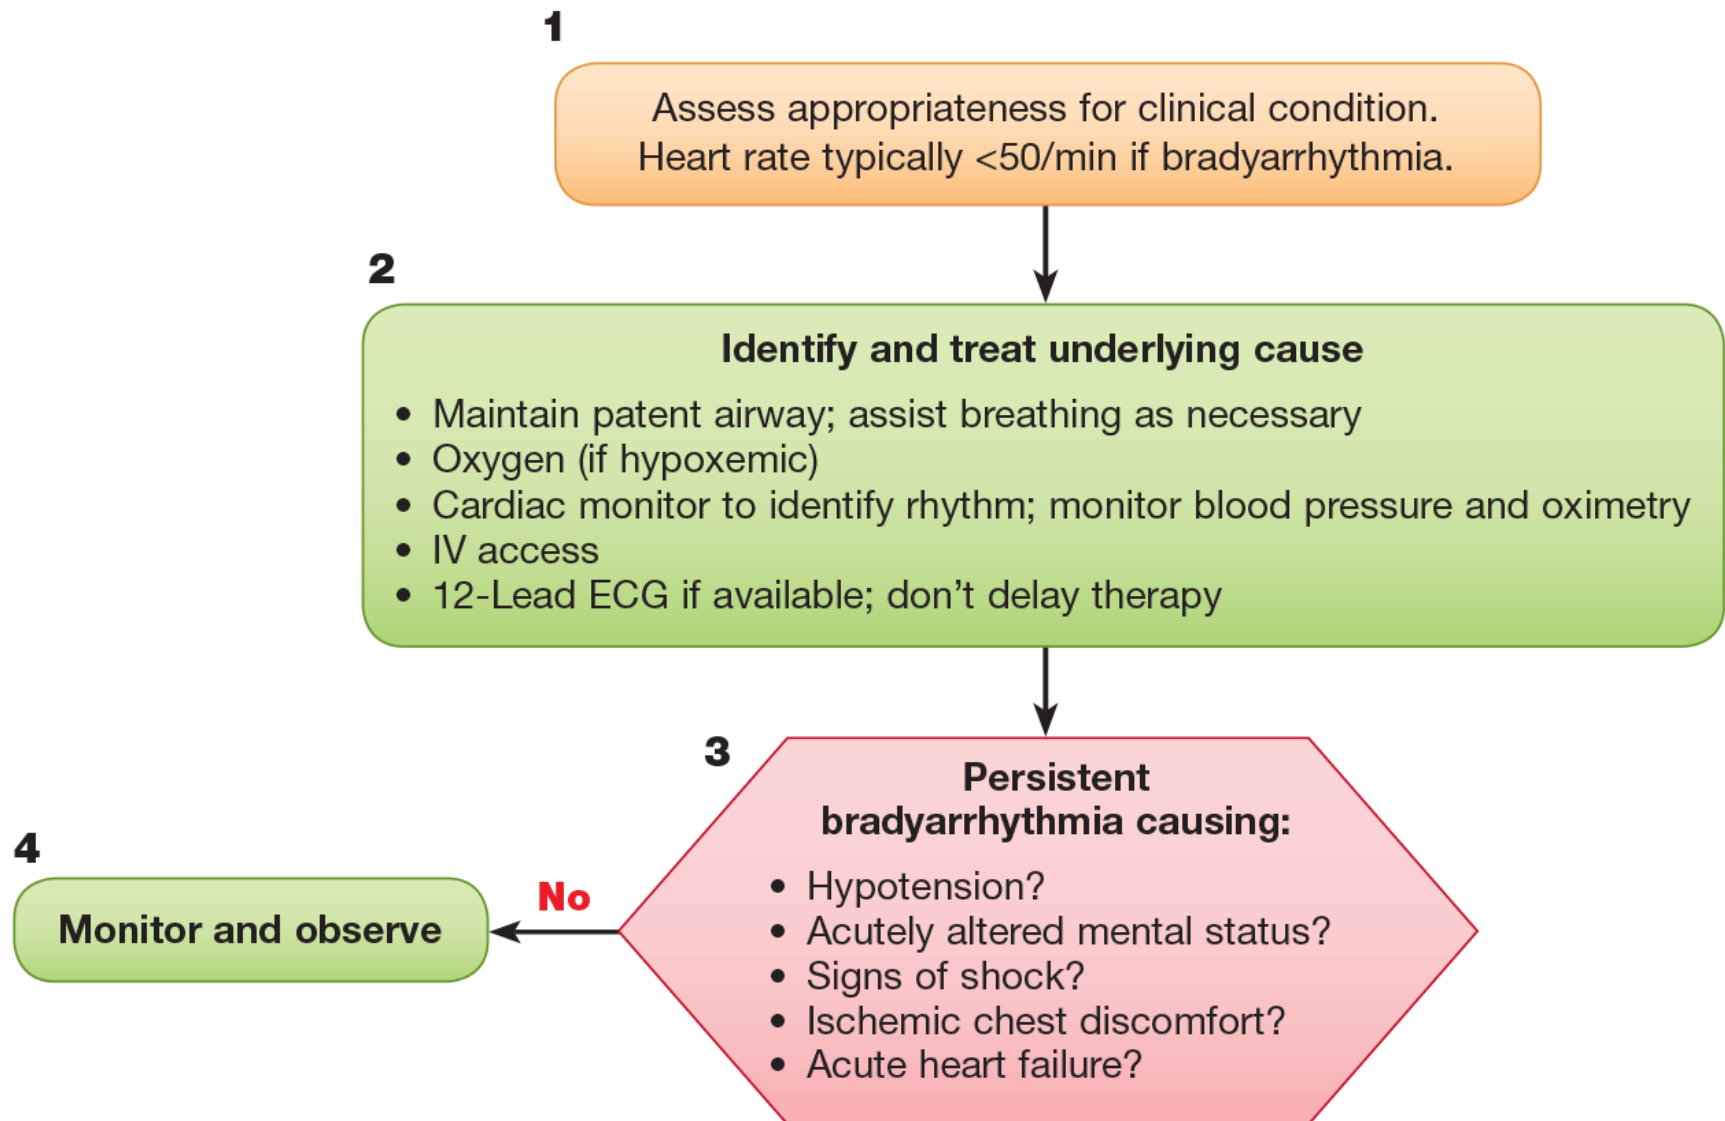 1
Assess appropriateness for clinical condition.
Heart rate typically <50/min if bradyarrhythmia.
2
Identify and treat underlying cause
• Maintain patent airway; assist breathing as necessary
• Oxygen (if hypoxemic)
• Cardiac monitor to identify rhythm; monitor blood pressure and oximetry
• IV access
• 12-Lead ECG if available; don’t delay therapy
3
Persistent
bradyarrhythmia causing:
• Hypotension?
• Acutely altered mental status?
• Signs of shock?
• Ischemic chest discomfort?
• Acute heart failure?
No
4
Monitor and observe